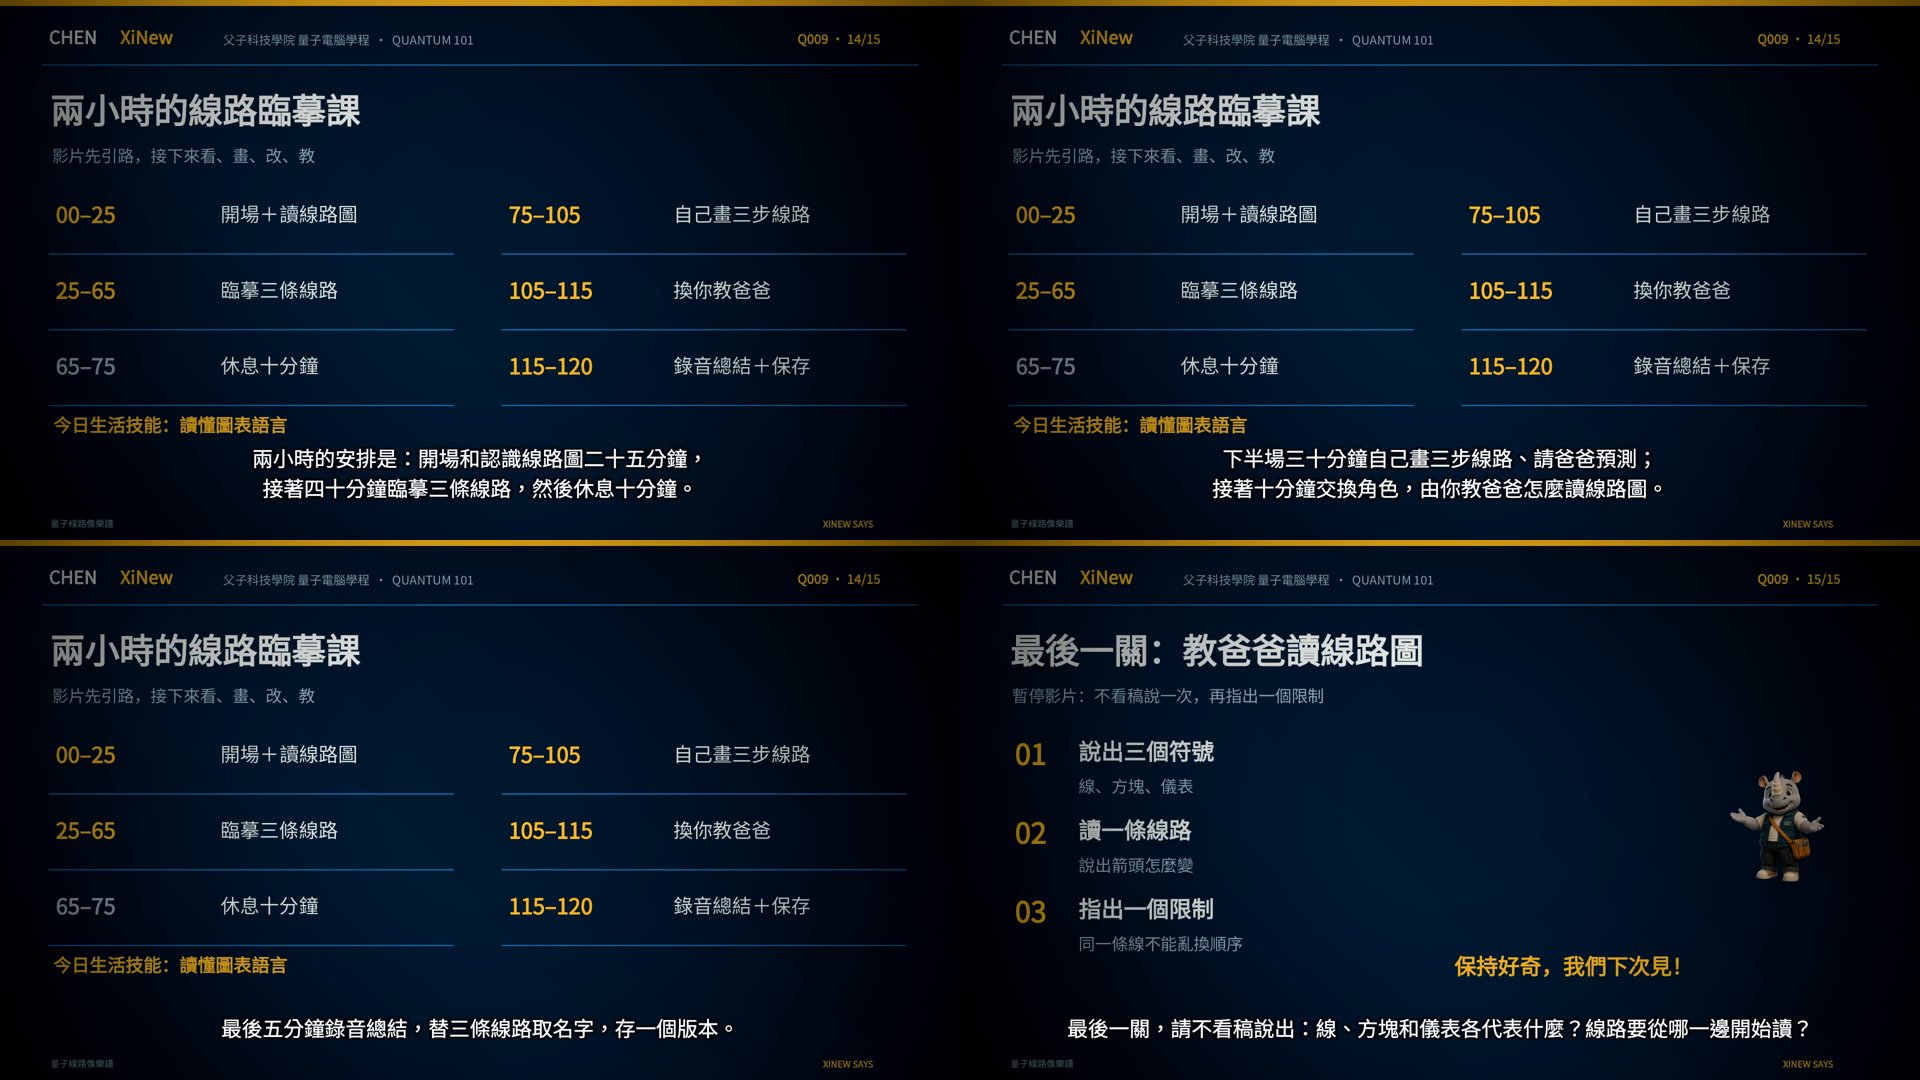 CHEN XiNew 父子科技學院 量子電腦學程 · QUANTUM 101 Q009 · 14/15
兩小時的線路臨摹課
影片先引路，接下來看、畫、改、教
00–25 開場＋讀線路圖 75–105 自己畫三步線路
25–65 臨摹三條線路 105–115 換你教爸爸
65–75 休息十分鐘 115–120 錄音總結＋保存
今日生活技能：讀懂圖表語言
兩小時的安排是：開場和認識線路圖二十五分鐘，
接著四十分鐘臨摹三條線路，然後休息十分鐘。
量子線路像樂譜 XINEW SAYS
CHEN XiNew 父子科技學院 量子電腦學程 · QUANTUM 101 Q009 · 14/15
兩小時的線路臨摹課
影片先引路，接下來看、畫、改、教
00–25 開場＋讀線路圖 75–105 自己畫三步線路
25–65 臨摹三條線路 105–115 換你教爸爸
65–75 休息十分鐘 115–120 錄音總結＋保存
今日生活技能：讀懂圖表語言
下半場三十分鐘自己畫三步線路、請爸爸預測；
接著十分鐘交換角色，由你教爸爸怎麼讀線路圖。
量子線路像樂譜 XINEW SAYS
CHEN XiNew 父子科技學院 量子電腦學程 · QUANTUM 101 Q009 · 14/15
兩小時的線路臨摹課
影片先引路，接下來看、畫、改、教
00–25 開場＋讀線路圖 75–105 自己畫三步線路
25–65 臨摹三條線路 105–115 換你教爸爸
65–75 休息十分鐘 115–120 錄音總結＋保存
今日生活技能：讀懂圖表語言
最後五分鐘錄音總結，替三條線路取名字，存一個版本。
量子線路像樂譜 XINEW SAYS
CHEN XiNew 父子科技學院 量子電腦學程 · QUANTUM 101 Q009 · 15/15
最後一關：教爸爸讀線路圖
暫停影片：不看稿說一次，再指出一個限制
01 說出三個符號
線、方塊、儀表
02 讀一條線路
說出箭頭怎麼變
03 指出一個限制
同一條線不能亂換順序
保持好奇，我們下次見！
最後一關，請不看稿說出：線、方塊和儀表各代表什麼？線路要從哪一邊開始讀？
量子線路像樂譜 XINEW SAYS